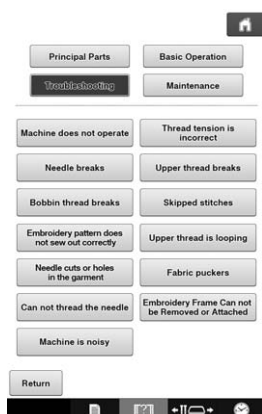 Principal Parts
Basic Operation
Troubleshooting
Maintenance
Machine does not operate
Thread tension is
incorrect
Needle breaks
Upper thread breaks
Bobbin thread breaks
Skipped stitches
Embroidery pattern does
not sew out correctly
Upper thread is looping
Needle cuts or holes
in the garment
Fabric puckers
Can not thread the needle
Embroidery Frame Can not
be Removed or Attached
Machine is noisy
Return